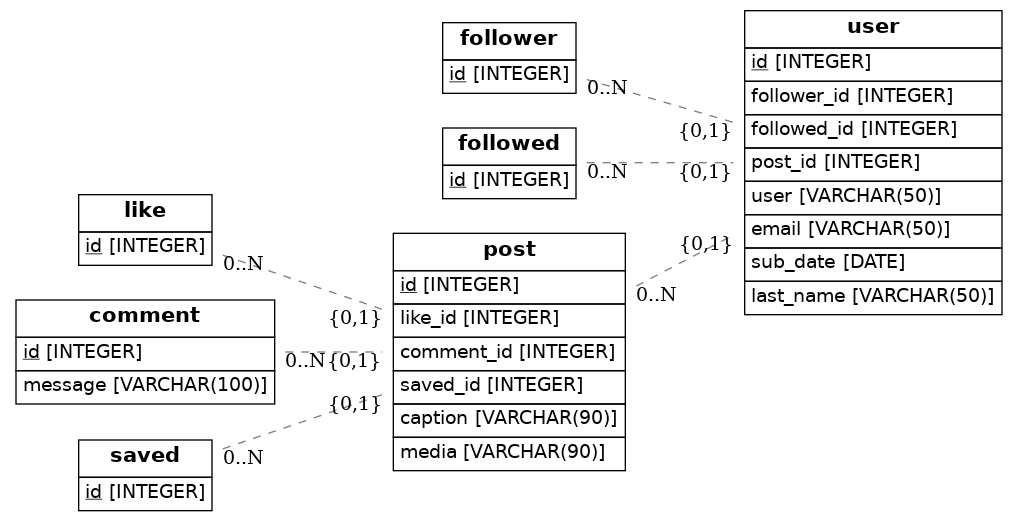 follower
id [INTEGER]
followed
id [INTEGER]
user
id [INTEGER]
follower_id [INTEGER]
followed_id [INTEGER]
post_id [INTEGER]
user [VARCHAR(50)]
email [VARCHAR(50)]
sub_date [DATE]
last_name [VARCHAR(50)]
0..N
{0,1}
0..N
{0,1}
{0,1}
0..N
like
id [INTEGER]
comment
id [INTEGER]
message [VARCHAR(100)]
saved
id [INTEGER]
post
id [INTEGER]
like_id [INTEGER]
comment_id [INTEGER]
saved_id [INTEGER]
caption [VARCHAR(90)]
media [VARCHAR(90)]
0..N
{0,1}
0..N
{0,1}
{0,1}
0..N